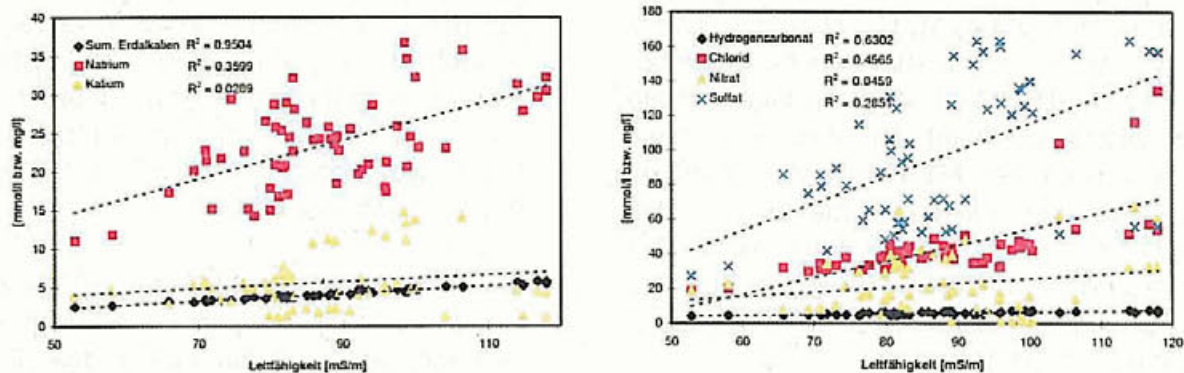 40
35
30
25
20
15
10
5
0
[mmol/l bzw. mg/l]
Sum. Erdalkalien R² = 0.9504
Natrium R² = 0.3599
Kalium R² = 0.0289
50 70 90 110
Leitfähigkeit [mS/m]
180
160
140
120
100
80
60
40
20
0
[mmol/l bzw. mg/l]
Hydrogencarbonat R² = 0.6302
Chlorid R² = 0.4565
Nitrat R² = 0.0459
Sulfat R² = 0.2851
50 60 70 80 90 100 110 120
Leitfähigkeit [mS/m]